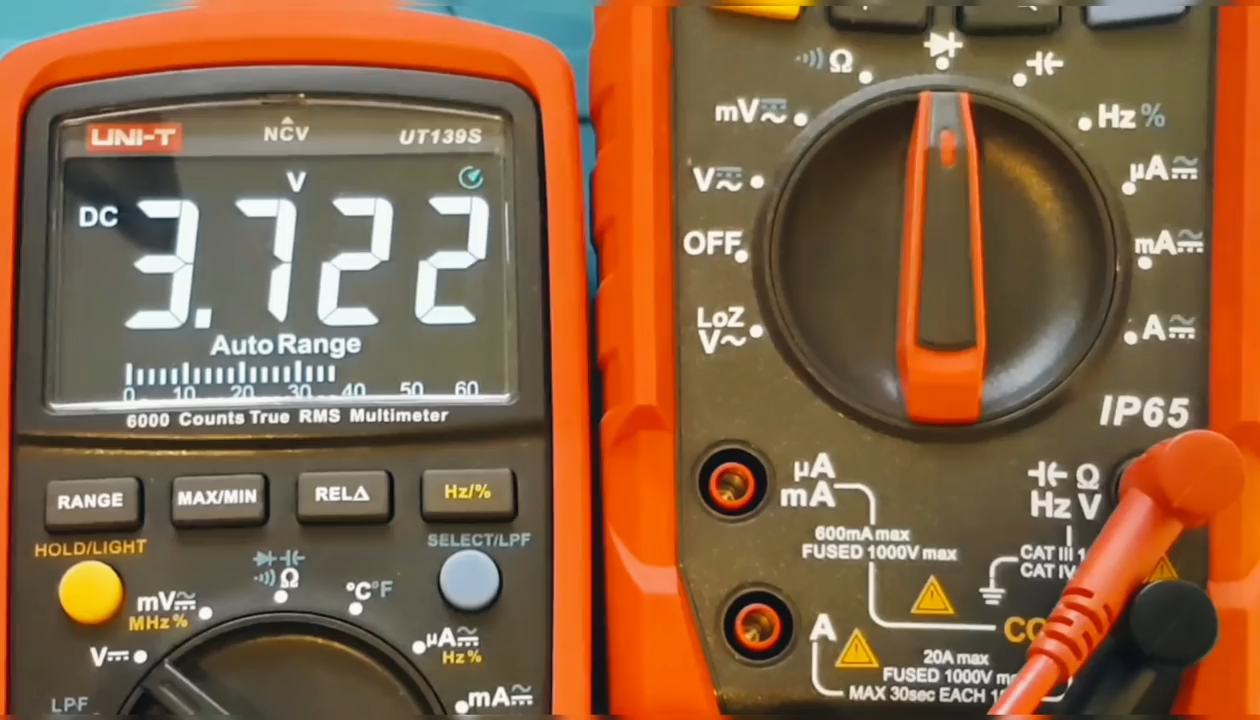 UNI-T NCV UT139S
V
DC 3.722
Auto Range
0 10 20 30 40 50 60
6000 Counts True RMS Multimeter
RANGE MAX/MIN REL∆ Hz/%
HOLD/LIGHT SELECT/LPF
Ω
mV °C°F
MHz%
V μA
Hz%
LPF mA
Ω
mV Hz %
V μA
OFF mA
LoZ A
V~
IP65
μA Ω
mA Hz V
600mA max
FUSED 1000V max
CAT III
CAT IV
A
20A max
FUSED 1000V
MAX 30sec EACH